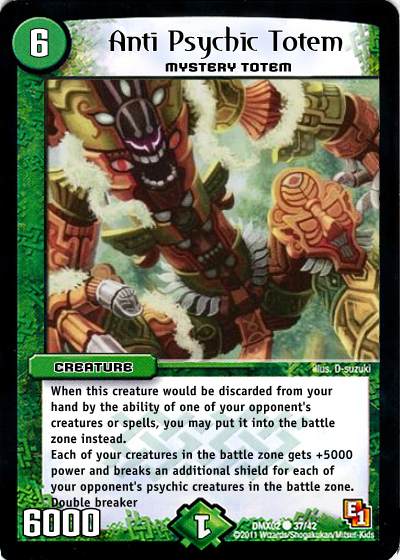 6
Anti Psychic Totem
MYSTERY TOTEM
illus. D-suzuki
CREATURE
When this creature would be discarded from your
hand by the ability of one of your opponent's
creatures or spells, you may put it into the battle
zone instead.
Each of your creatures in the battle zone gets +5000
power and breaks an additional shield for each of
your opponent's psychic creatures in the battle zone.
Double breaker
6000
1
DMX02 37/42
©2011 Wizards/Shogakukan/Mitsui-Kids
E1